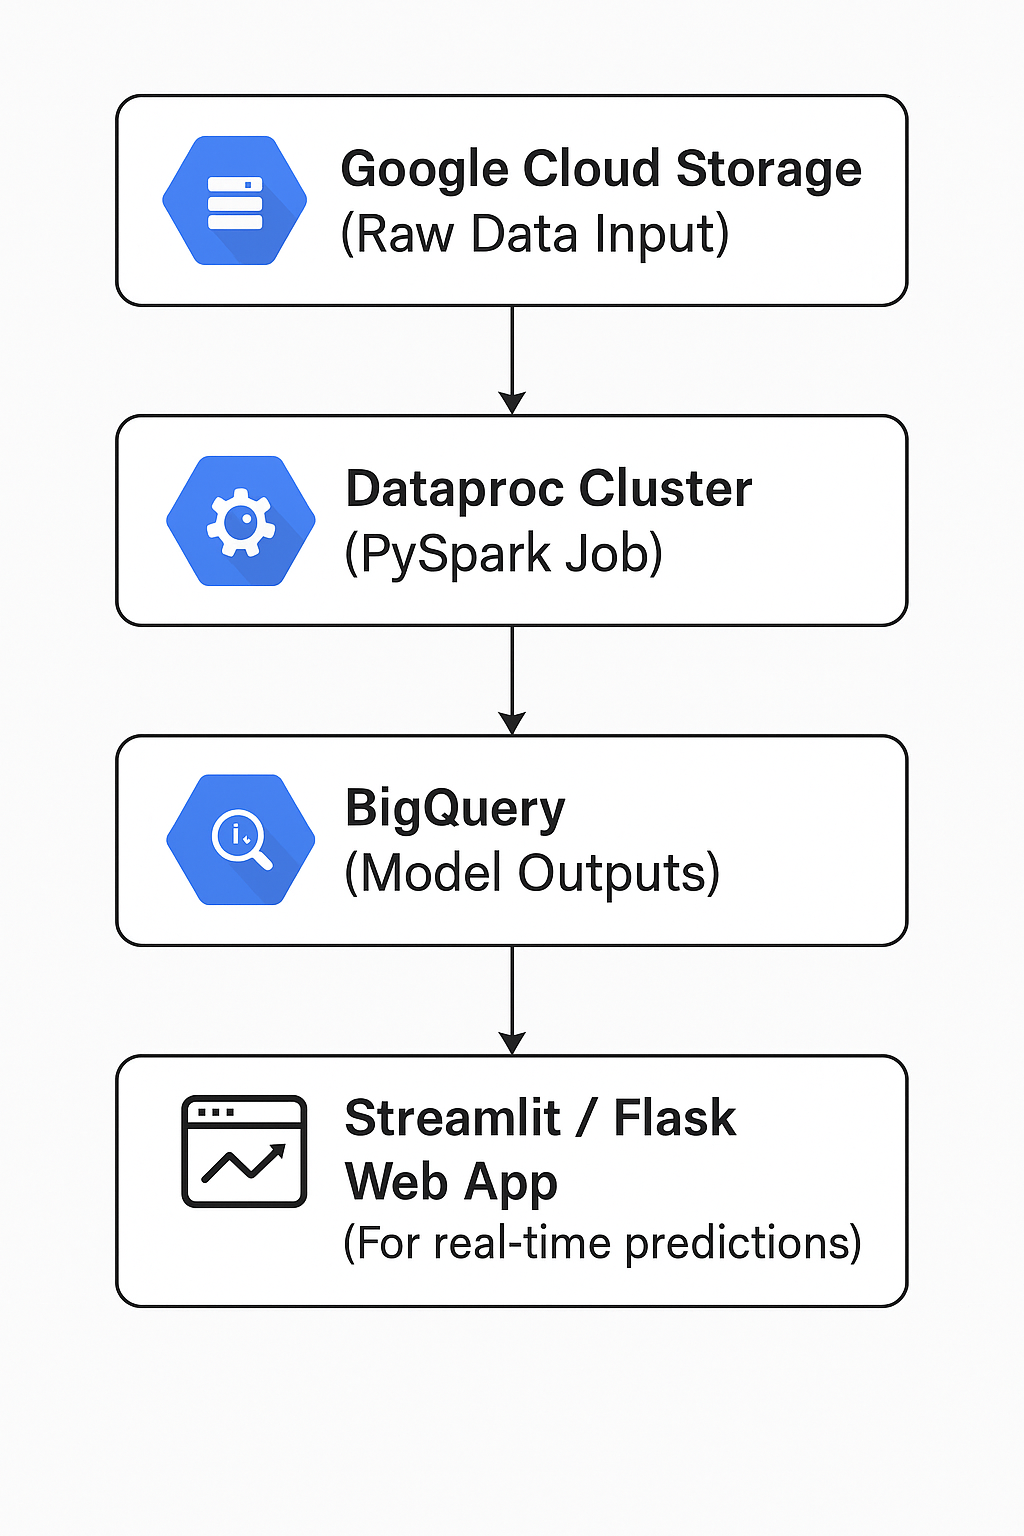 Google Cloud Storage
(Raw Data Input)
Dataproc Cluster
(PySpark Job)
BigQuery
(Model Outputs)
Streamlit / Flask
Web App
(For real-time predictions)